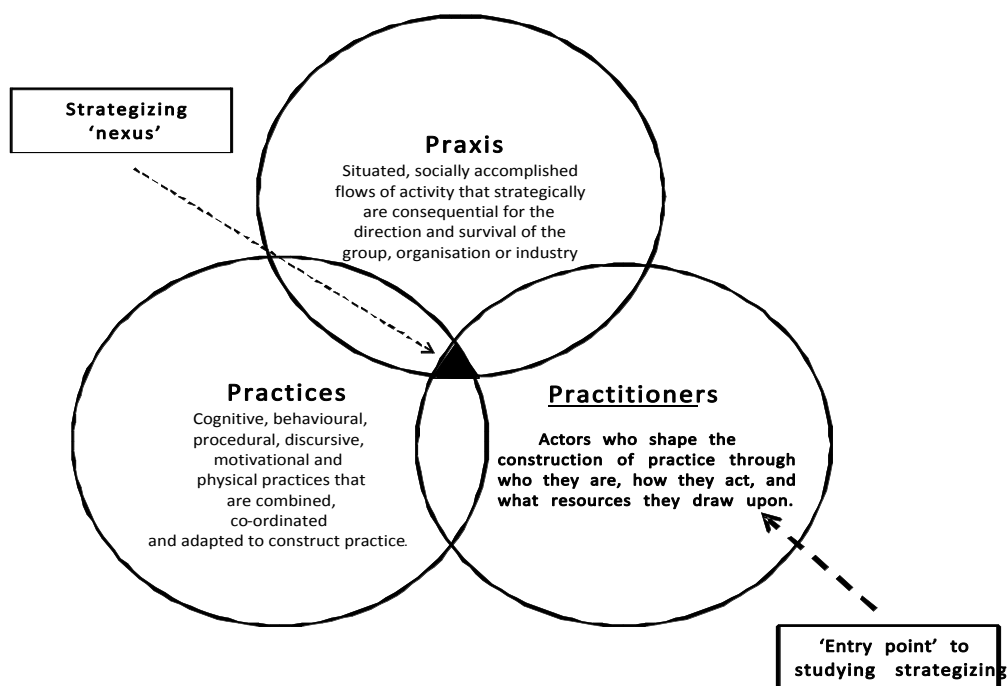 Strategizing
‘nexus’
Praxis
Situated, socially accomplished
flows of activity that strategically
are consequential for the
direction and survival of the
group, organisation or industry
Practices
Cognitive, behavioural,
procedural, discursive,
motivational and
physical practices that
are combined,
co-ordinated
and adapted to construct practice.
Practitioners
Actors who shape the
construction of practice through
who they are, how they act, and
what resources they draw upon.
‘Entry point’ to
studying strategizing